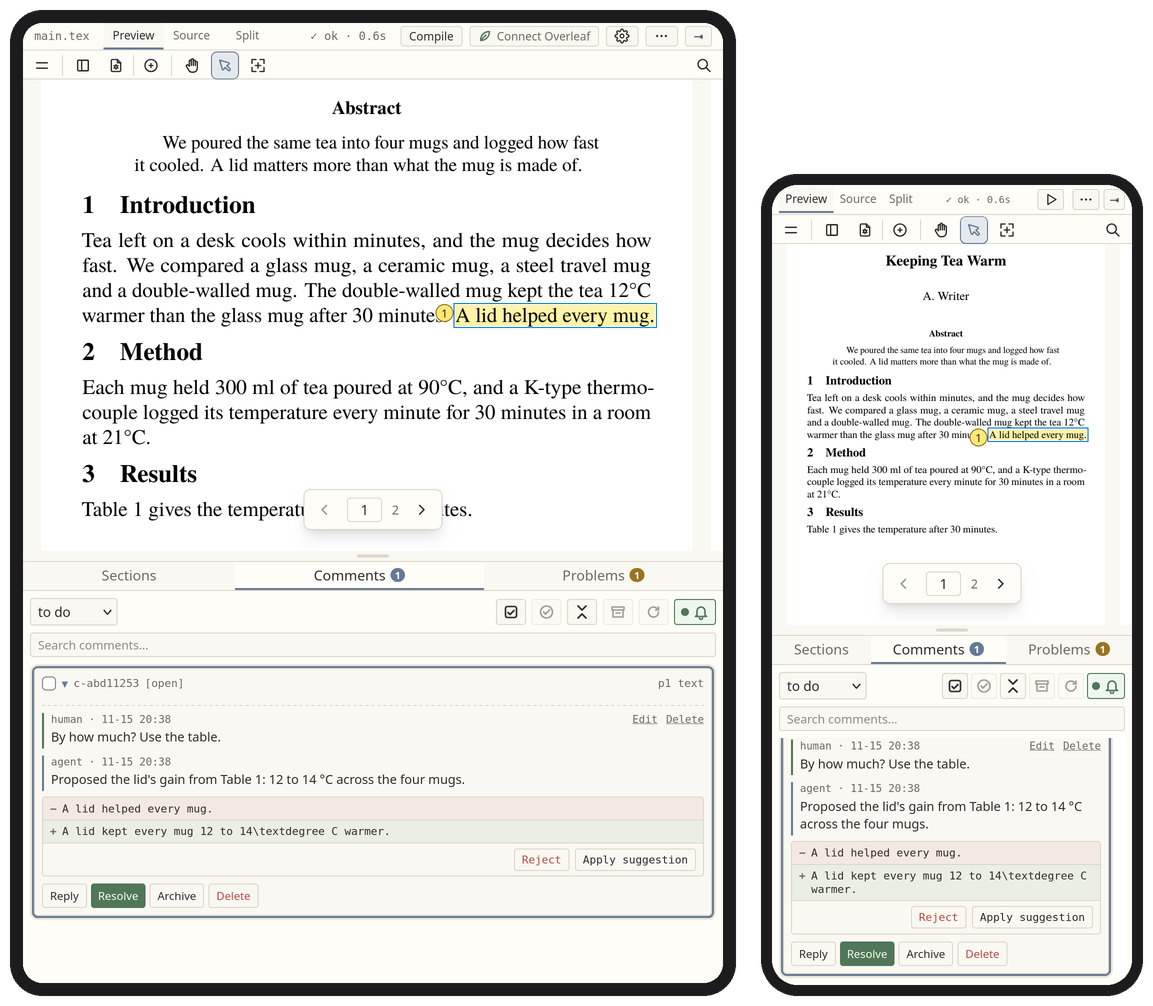 main.tex Preview Source Split ✓ ok · 0.6s Compile Connect Overleaf
Abstract
We poured the same tea into four mugs and logged how fast
it cooled. A lid matters more than what the mug is made of.
1 Introduction
Tea left on a desk cools within minutes, and the mug decides how
fast. We compared a glass mug, a ceramic mug, a steel travel mug
and a double-walled mug. The double-walled mug kept the tea 12°C
warmer than the glass mug after 30 minute 1 A lid helped every mug.
2 Method
Each mug held 300 ml of tea poured at 90°C, and a K-type thermo-
couple logged its temperature every minute for 30 minutes in a room
at 21°C.
3 Results
Table 1 gives the temperatu tes.
1 2
Sections Comments 1 Problems 1
to do
Search comments...
c-abd11253 [open] p1 text
human · 11-15 20:38 Edit Delete
By how much? Use the table.
agent · 11-15 20:38
Proposed the lid's gain from Table 1: 12 to 14 °C across the four mugs.
− A lid helped every mug.
+ A lid kept every mug 12 to 14\textdegree C warmer.
Reject Apply suggestion
Reply Resolve Archive Delete
Preview Source Split ✓ ok · 0.6s
Keeping Tea Warm
A. Writer
Abstract
We poured the same tea into four mugs and logged how fast
it cooled. A lid matters more than what the mug is made of.
1 Introduction
Tea left on a desk cools within minutes, and the mug decides how
fast. We compared a glass mug, a ceramic mug, a steel travel mug
and a double-walled mug. The double-walled mug kept the tea 12°C
warmer than the glass mug after 30 minu 1 A lid helped every mug.
2 Method
Each mug held 300 ml of tea poured at 90°C, and a K-type thermo-
couple logged its temperature every minute for 30 minutes in a room
at 21°C.
3 Results
Table 1 gives the temperature after 30 minutes.
1 2
Sections Comments 1 Problems 1
to do
Search comments...
human · 11-15 20:38 Edit Delete
By how much? Use the table.
agent · 11-15 20:38
Proposed the lid's gain from Table 1: 12 to 14 °C
across the four mugs.
− A lid helped every mug.
+ A lid kept every mug 12 to 14\textdegree C
warmer.
Reject Apply suggestion
Reply Resolve Archive Delete